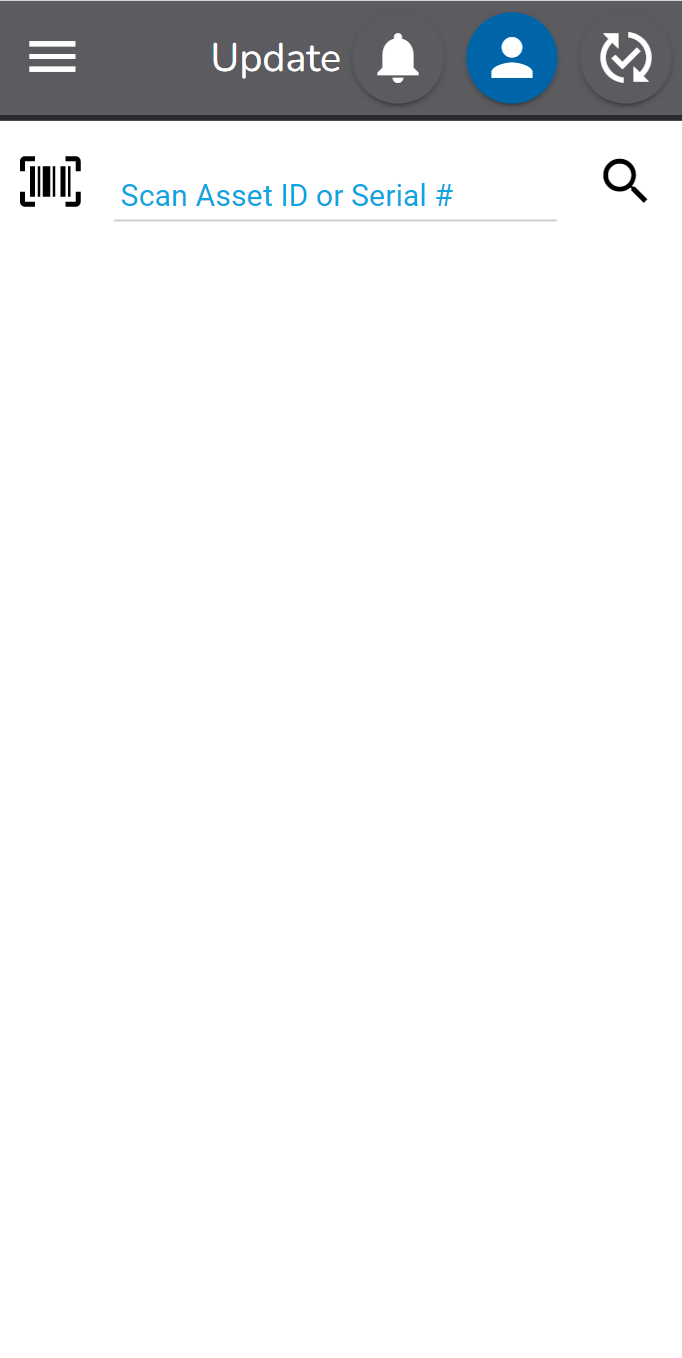 Update
Scan Asset ID or Serial #